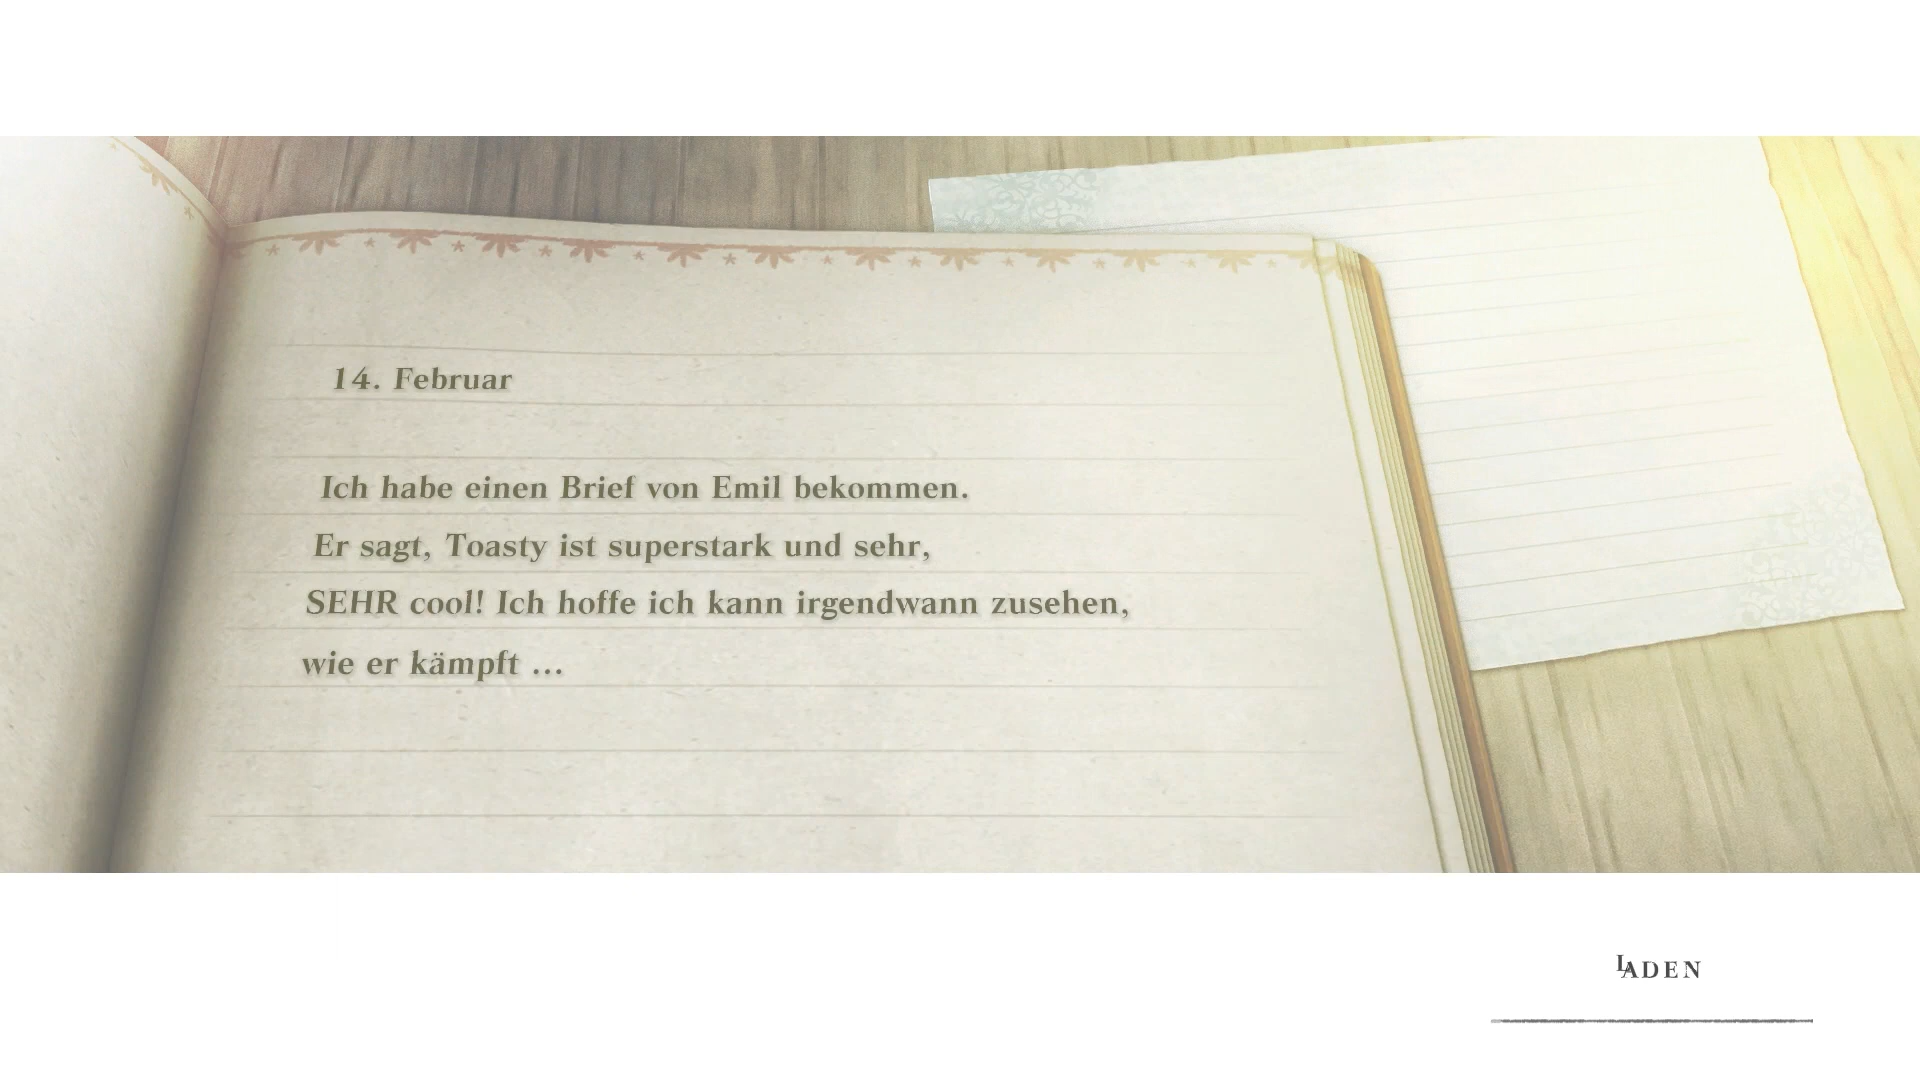 14. Februar
Ich habe einen Brief von Emil bekommen.
Er sagt, Toasty ist superstark und sehr,
SEHR cool! Ich hoffe ich kann irgendwann zusehen,
wie er kämpft ...
LADEN